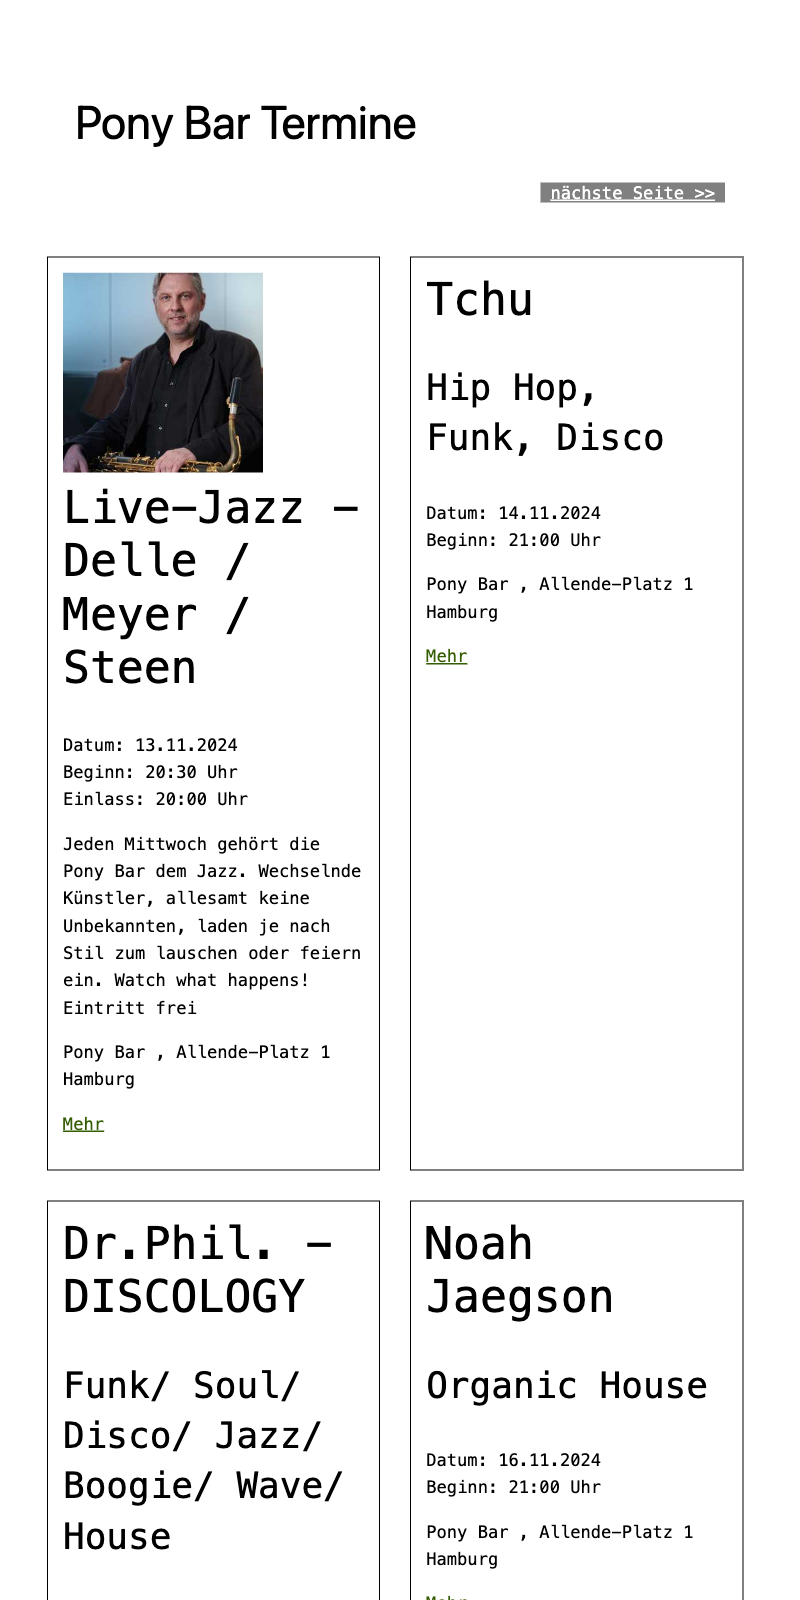 Pony Bar Termine
nächste Seite >>
Live-Jazz -
Delle /
Meyer /
Steen
Datum: 13.11.2024
Beginn: 20:30 Uhr
Einlass: 20:00 Uhr
Jeden Mittwoch gehört die
Pony Bar dem Jazz. Wechselnde
Künstler, allesamt keine
Unbekannten, laden je nach
Stil zum lauschen oder feiern
ein. Watch what happens!
Eintritt frei
Pony Bar , Allende-Platz 1
Hamburg
Mehr
Tchu
Hip Hop,
Funk, Disco
Datum: 14.11.2024
Beginn: 21:00 Uhr
Pony Bar , Allende-Platz 1
Hamburg
Mehr
Dr.Phil. -
DISCOLOGY
Funk/ Soul/
Disco/ Jazz/
Boogie/ Wave/
House
Noah
Jaegson
Organic House
Datum: 16.11.2024
Beginn: 21:00 Uhr
Pony Bar , Allende-Platz 1
Hamburg